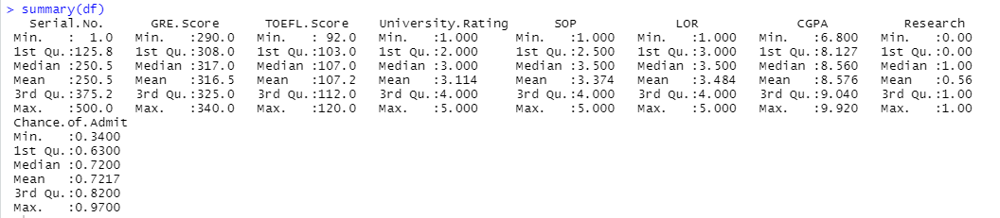 > summary(df)
Serial.No. GRE.Score TOEFL.Score University.Rating SOP LOR CGPA Research
Min. : 1.0 Min. :290.0 Min. : 92.0 Min. :1.000 Min. :1.000 Min. :1.000 Min. :6.800 Min. :0.00
1st Qu.:125.8 1st Qu.:308.0 1st Qu.:103.0 1st Qu.:2.000 1st Qu.:2.500 1st Qu.:3.000 1st Qu.:8.127 1st Qu.:0.00
Median :250.5 Median :317.0 Median :107.0 Median :3.000 Median :3.500 Median :3.500 Median :8.560 Median :1.00
Mean :250.5 Mean :316.5 Mean :107.2 Mean :3.114 Mean :3.374 Mean :3.484 Mean :8.576 Mean :0.56
3rd Qu.:375.2 3rd Qu.:325.0 3rd Qu.:112.0 3rd Qu.:4.000 3rd Qu.:4.000 3rd Qu.:4.000 3rd Qu.:9.040 3rd Qu.:1.00
Max. :500.0 Max. :340.0 Max. :120.0 Max. :5.000 Max. :5.000 Max. :5.000 Max. :9.920 Max. :1.00
Chance.of.Admit
Min. :0.3400
1st Qu.:0.6300
Median :0.7200
Mean :0.7217
3rd Qu.:0.8200
Max. :0.9700